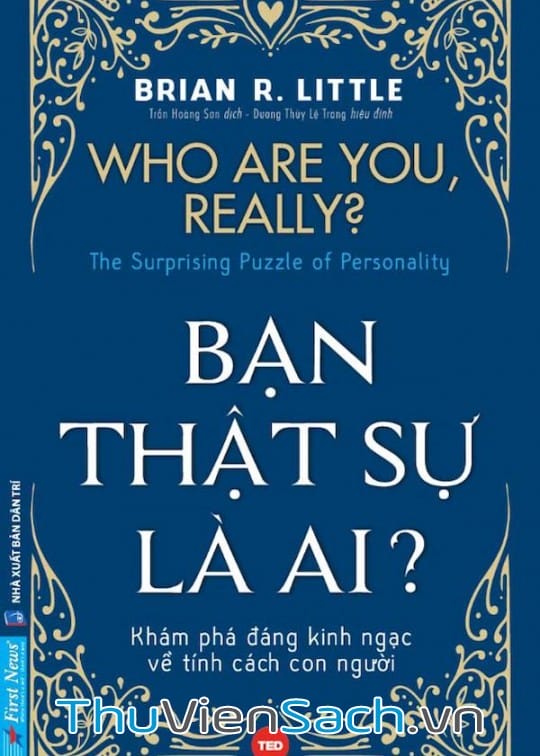 BRIAN R. LITTLE
Trần Hoàng Sơn dịch - Dương Thùy Lê Trang hiệu đính
WHO ARE YOU,
REALLY?
The Surprising Puzzle of Personality
BẠN
THẬT SỰ
LÀ AI?
Khám phá đáng kinh ngạc
về tính cách con người
NHÀ XUẤT BẢN DÂN TRÍ
First News
ThuVienSach.vn
TED